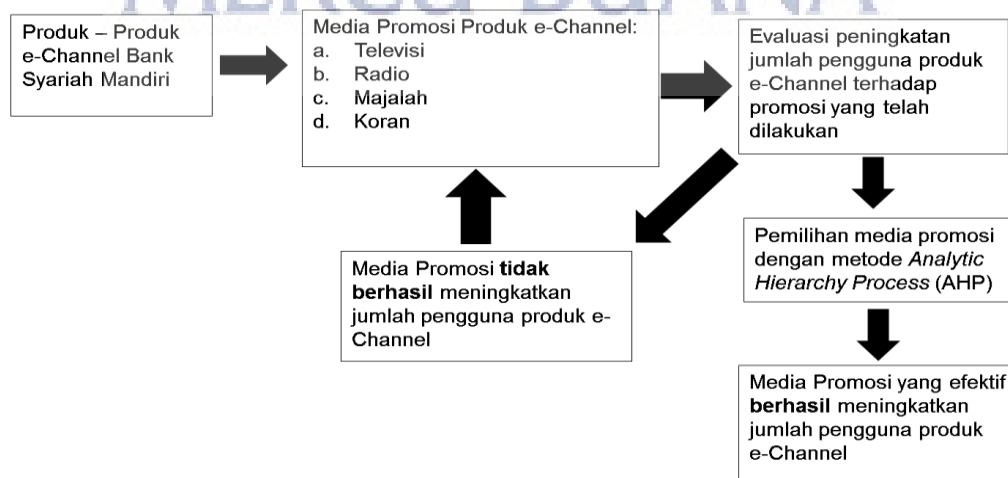 MERCU BUANA
Produk – Produk
e-Channel Bank
Syariah Mandiri
Media Promosi Produk e-Channel:
a. Televisi
b. Radio
c. Majalah
d. Koran
Evaluasi peningkatan
jumlah pengguna produk
e-Channel terhadap
promosi yang telah
dilakukan
Media Promosi tidak
berhasil meningkatkan
jumlah pengguna produk e-
Channel
Pemilihan media promosi
dengan metode Analytic
Hierarchy Process (AHP)
Media Promosi yang efektif
berhasil meningkatkan
jumlah pengguna produk
e-Channel